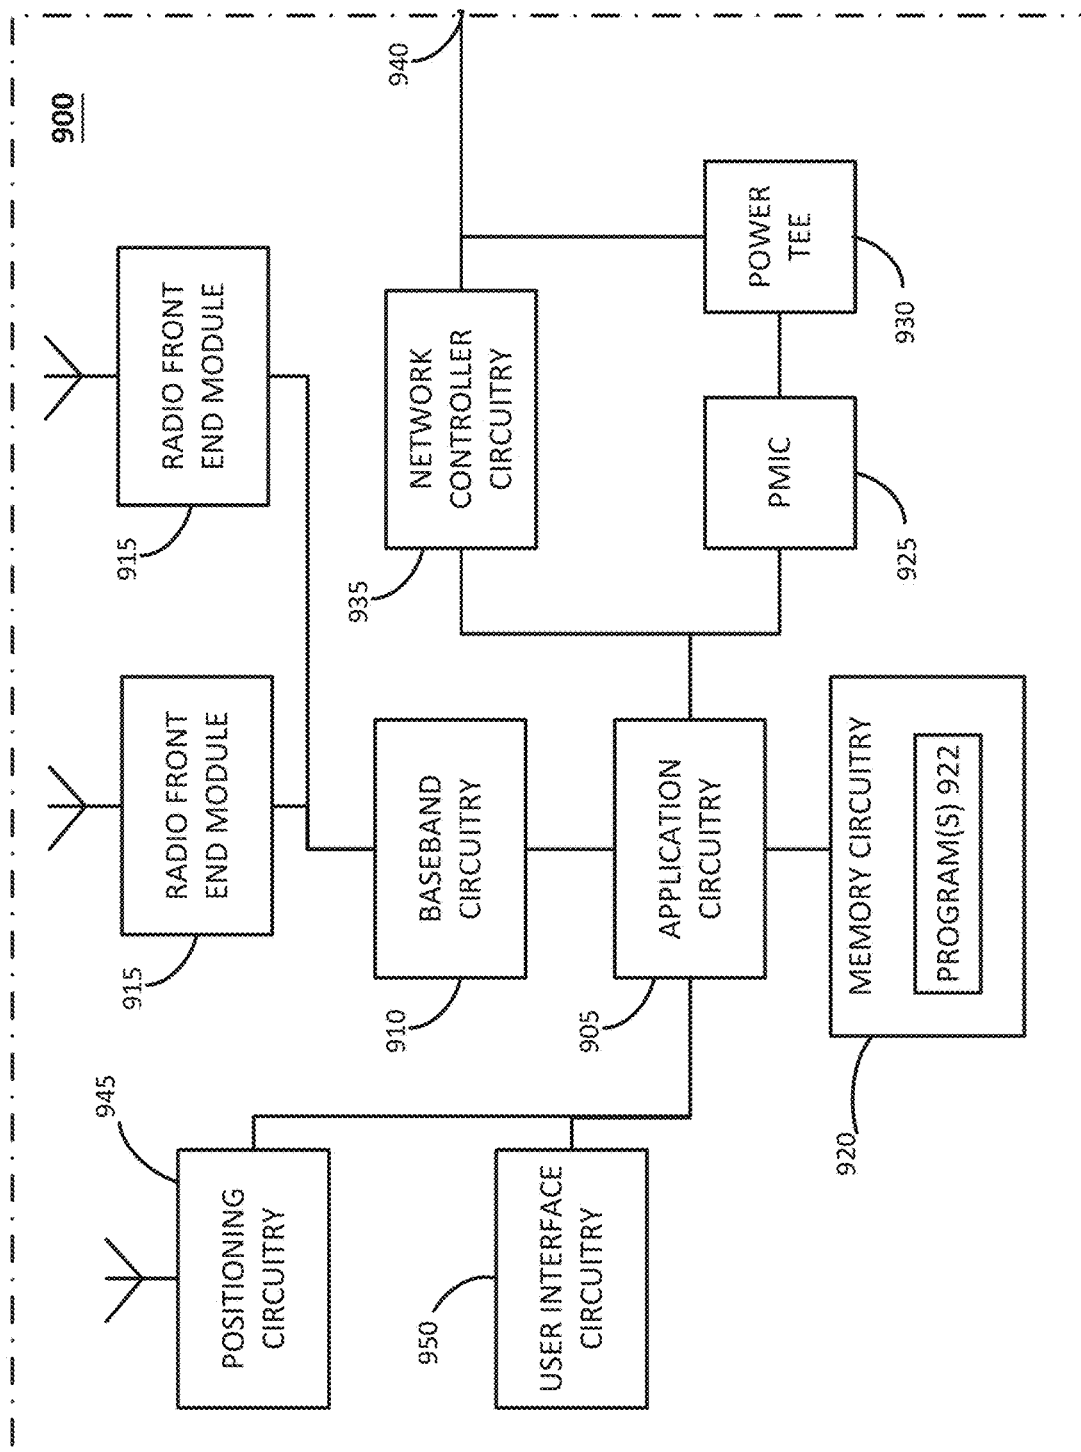 900
RADIO FRONT
END MODULE
915
RADIO FRONT
END MODULE
915
POSITIONING
CIRCUITRY
945
BASEBAND
CIRCUITRY
910
NETWORK
CONTROLLER
CIRCUITRY
935
940
USER INTERFACE
CIRCUITRY
950
APPLICATION
CIRCUITRY
905
PMIC
925
POWER
TEE
930
MEMORY CIRCUITRY
PROGRAM(S) 922
920